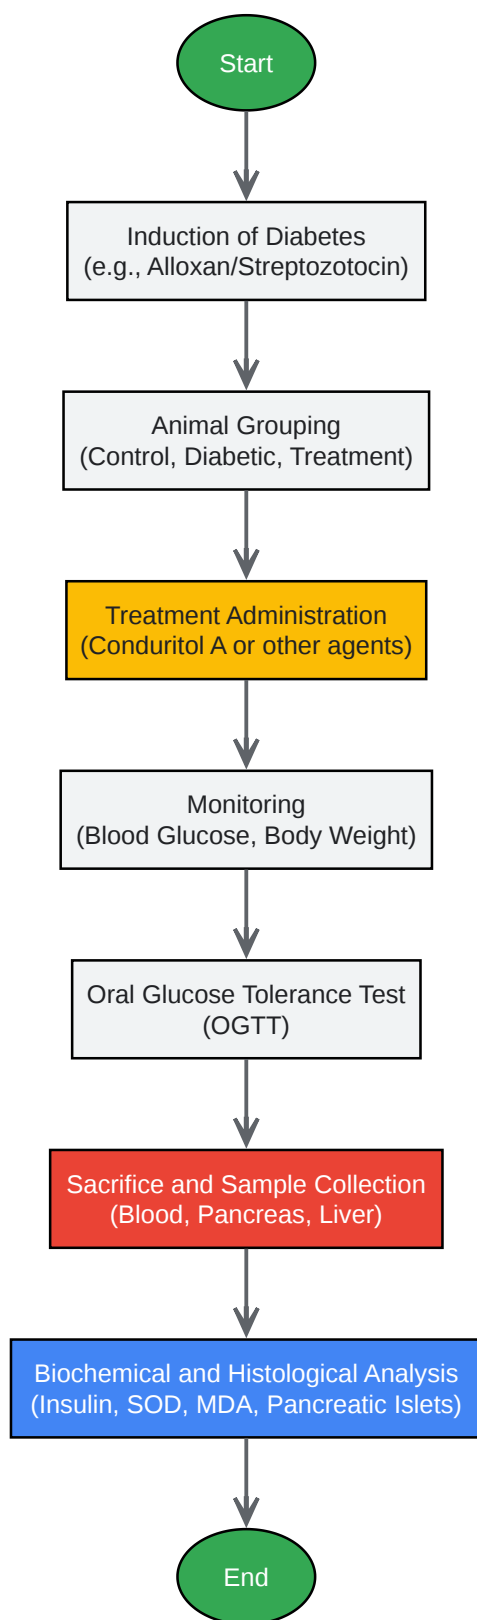 Start
Induction of Diabetes
(e.g., Alloxan/Streptozotocin)
Animal Grouping
(Control, Diabetic, Treatment)
Treatment Administration
(Conduritol A or other agents)
Monitoring
(Blood Glucose, Body Weight)
Oral Glucose Tolerance Test
(OGTT)
Sacrifice and Sample Collection
(Blood, Pancreas, Liver)
Biochemical and Histological Analysis
(Insulin, SOD, MDA, Pancreatic Islets)
End